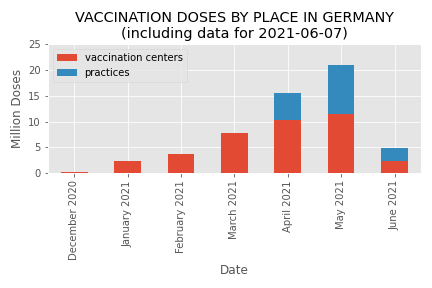 VACCINATION DOSES BY PLACE IN GERMANY
(including data for 2021-06-07)
25
20
15
10
5
0
Million Doses
vaccination centers
practices
December 2020
January 2021
February 2021
March 2021
April 2021
May 2021
June 2021
Date